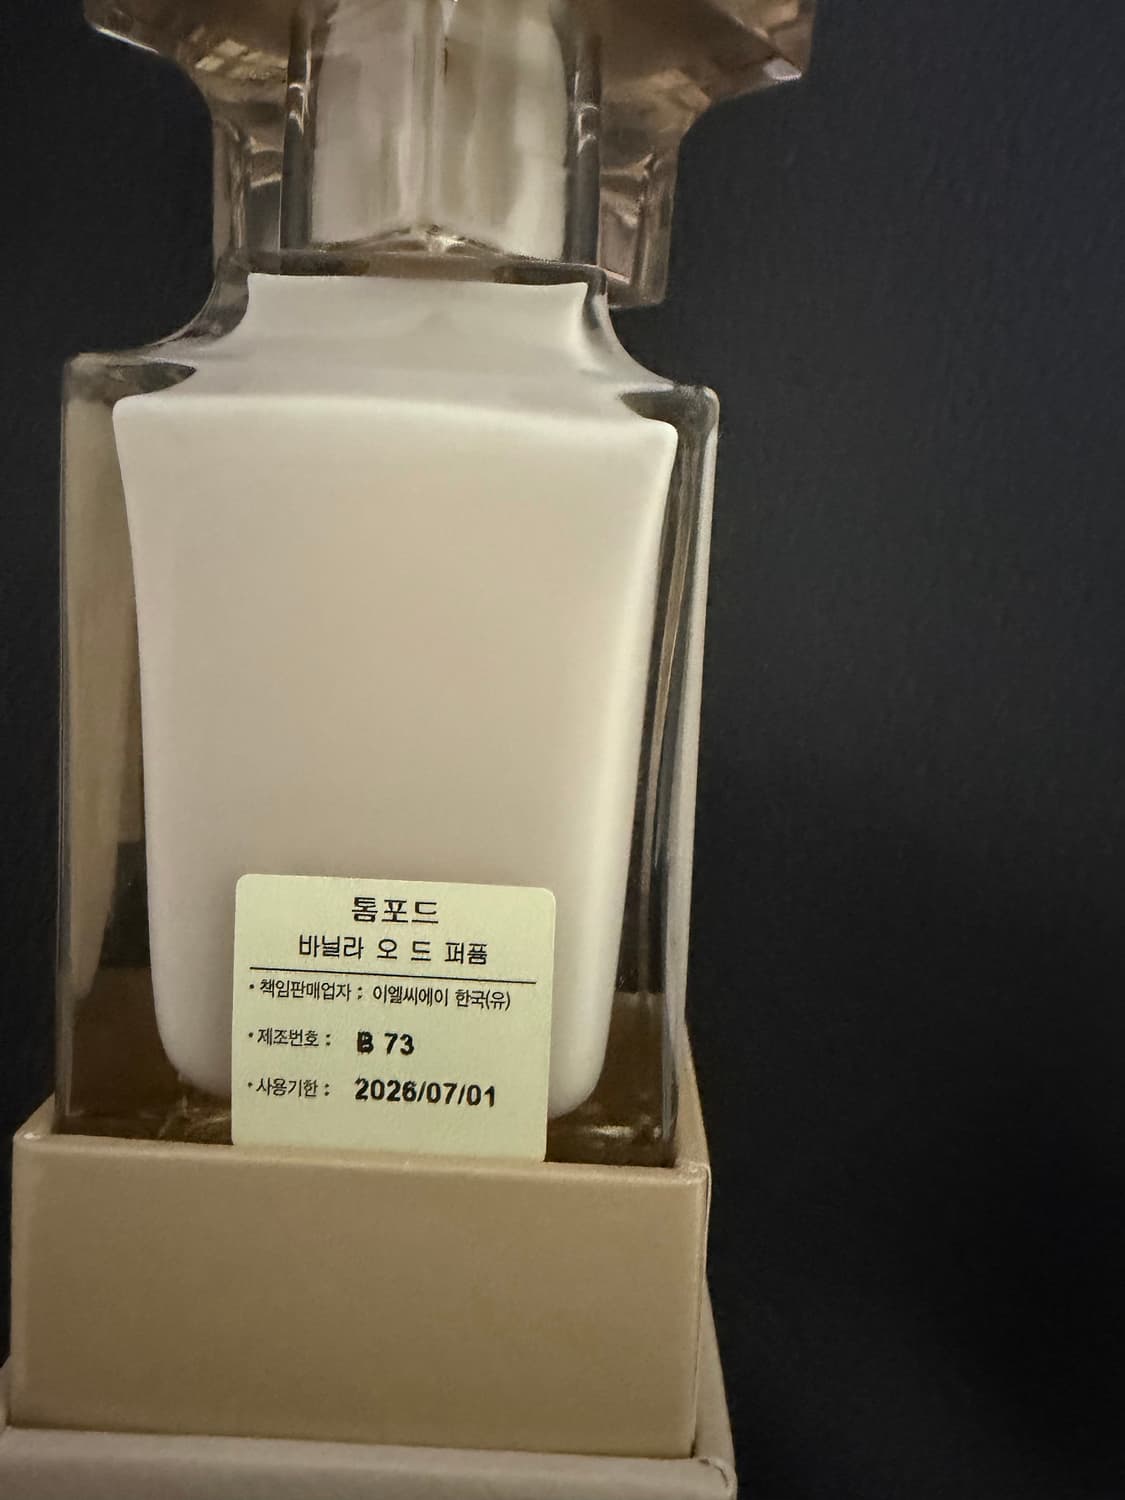 톰포드
바닐라 오 드 퍼퓸
・책임판매업자 : 이엘씨에이 한국(유)
・제조번호 : B 73
・사용기한 : 2026/07/01